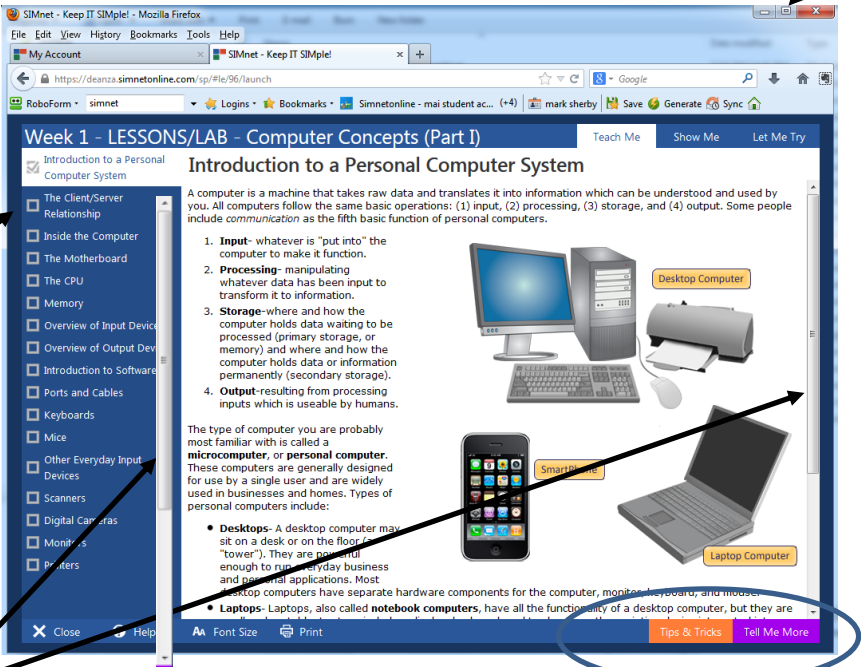 SIMnet - Keep IT SIMple! - Mozilla Firefox
File Edit View History Bookmarks Tools Help
My Account × SIMnet - Keep IT SIMple! × +
https://deanza.simnetonline.com/sp/#le/96/launch Google
RoboForm simnet Logins Bookmarks Simnetonline - mai student ac... (+4) mark sherby Save Generate Sync
Week 1 - LESSONS/LAB - Computer Concepts (Part I) Teach Me Show Me Let Me Try
Introduction to a Personal
Computer System
The Client/Server
Relationship
Inside the Computer
The Motherboard
The CPU
Memory
Overview of Input Device
Overview of Output Dev
Introduction to Software
Ports and Cables
Keyboards
Mice
Other Everyday Input
Devices
Scanners
Digital Cameras
Monitors
Printers
Introduction to a Personal Computer System
A computer is a machine that takes raw data and translates it into information which can be understood and used by
you. All computers follow the same basic operations: (1) input, (2) processing, (3) storage, and (4) output. Some people
include communication as the fifth basic function of personal computers.
1. Input- whatever is "put into" the
computer to make it function.
2. Processing- manipulating
whatever data has been input to
transform it to information.
3. Storage-where and how the
computer holds data waiting to be
processed (primary storage, or
memory) and where and how the
computer holds data or information
permanently (secondary storage).
4. Output-resulting from processing
inputs which is useable by humans.
Desktop Computer
SmartPhone
Laptop Computer
The type of computer you are probably
most familiar with is called a
microcomputer, or personal computer.
These computers are generally designed
for use by a single user and are widely
used in businesses and homes. Types of
personal computers include:
• Desktops- A desktop computer may
sit on a desk or on the floor (a
"tower"). They are powerful
enough to run everyday business
and personal applications. Most
desktop computers have separate hardware components for the computer, monitor, keyboard, and mouse.
• Laptops- Laptops, also called notebook computers, have all the functionality of a desktop computer, but they are
Close Help AA Font Size Print Tips & Tricks Tell Me More